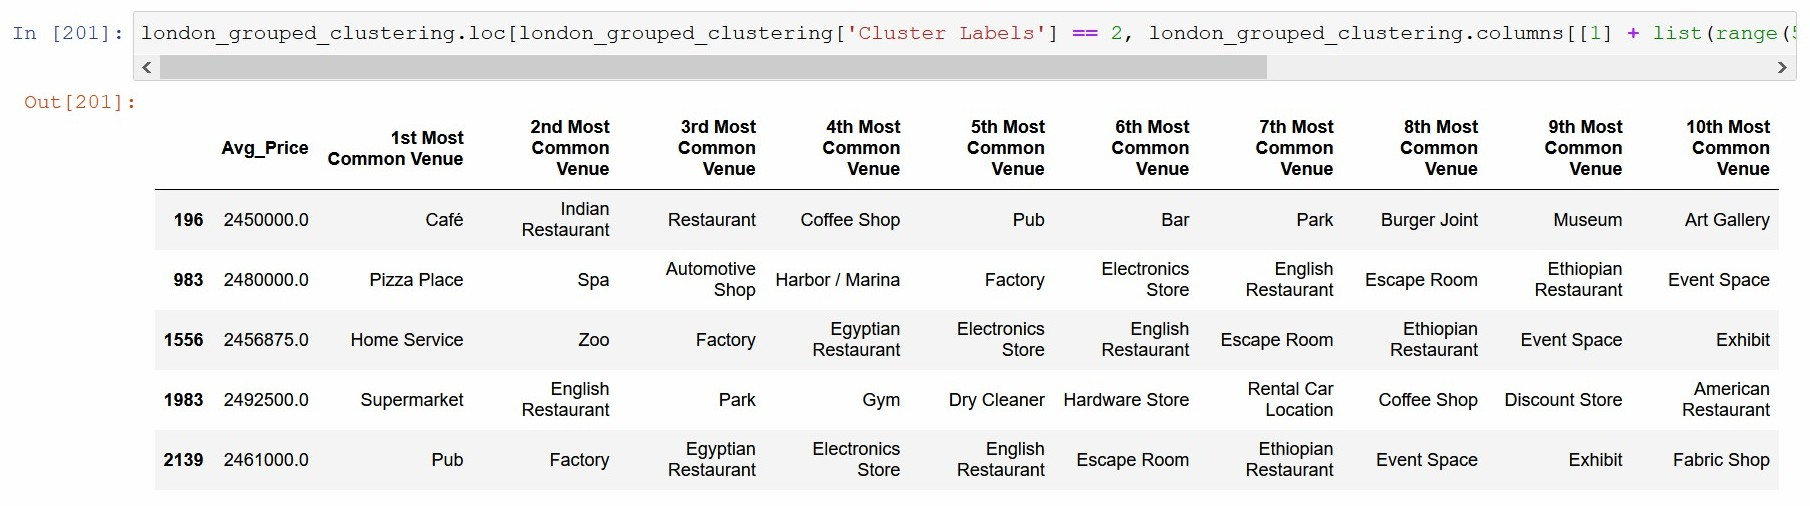 In [201]: london_grouped_clustering.loc[london_grouped_clustering['Cluster Labels'] == 2, london_grouped_clustering.columns[[1] + list(range(5
Out[201]:
Avg_Price 1st Most Common Venue 2nd Most Common Venue 3rd Most Common Venue 4th Most Common Venue 5th Most Common Venue 6th Most Common Venue 7th Most Common Venue 8th Most Common Venue 9th Most Common Venue 10th Most Common Venue
196 2450000.0 Café Indian Restaurant Restaurant Coffee Shop Pub Bar Park Burger Joint Museum Art Gallery
983 2480000.0 Pizza Place Spa Automotive Shop Harbor / Marina Factory Electronics Store English Restaurant Escape Room Ethiopian Restaurant Event Space
1556 2456875.0 Home Service Zoo Factory Egyptian Restaurant Electronics Store English Restaurant Escape Room Ethiopian Restaurant Event Space Exhibit
1983 2492500.0 Supermarket English Restaurant Park Gym Dry Cleaner Hardware Store Rental Car Location Coffee Shop Discount Store American Restaurant
2139 2461000.0 Pub Factory Egyptian Restaurant Electronics Store English Restaurant Escape Room Ethiopian Restaurant Event Space Exhibit Fabric Shop